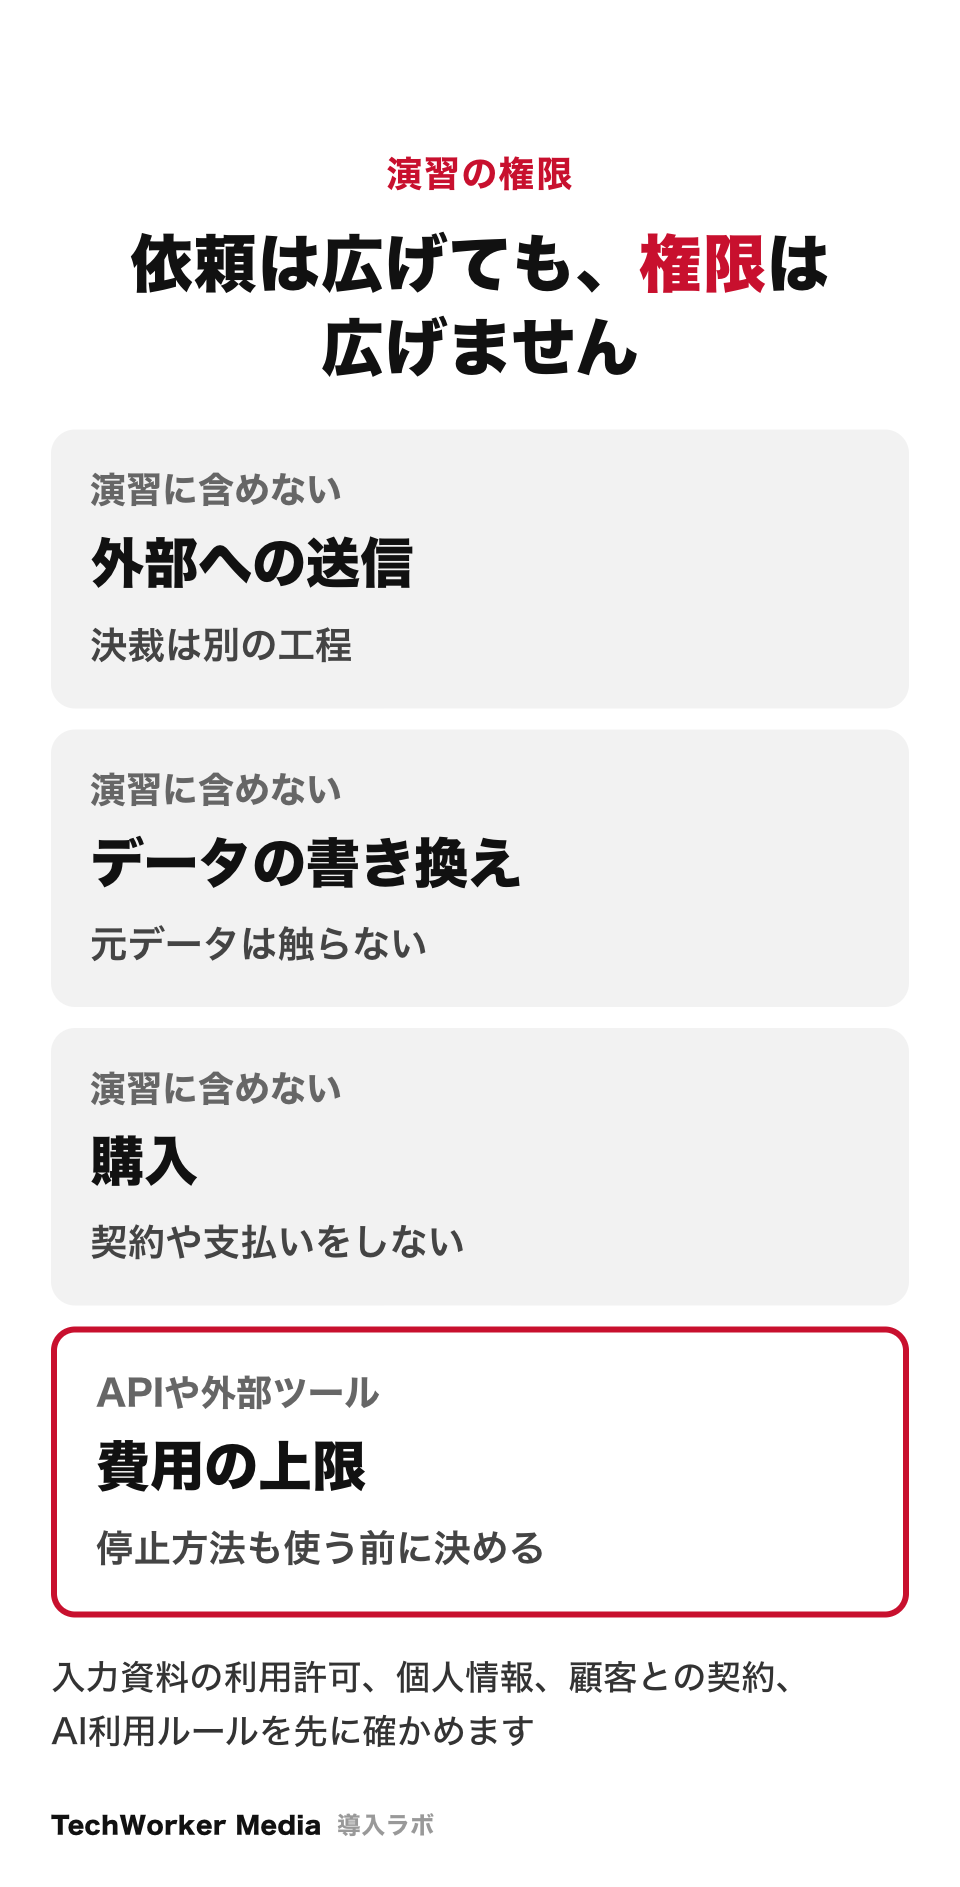 演習の権限
依頼は広げても、権限は
広げません
演習に含めない
外部への送信
決裁は別の工程
演習に含めない
データの書き換え
元データは触らない
演習に含めない
購入
契約や支払いをしない
APIや外部ツール
費用の上限
停止方法も使う前に決める
入力資料の利用許可、個人情報、顧客との契約、
AI利用ルールを先に確かめます
TechWorker Media 導入ラボ